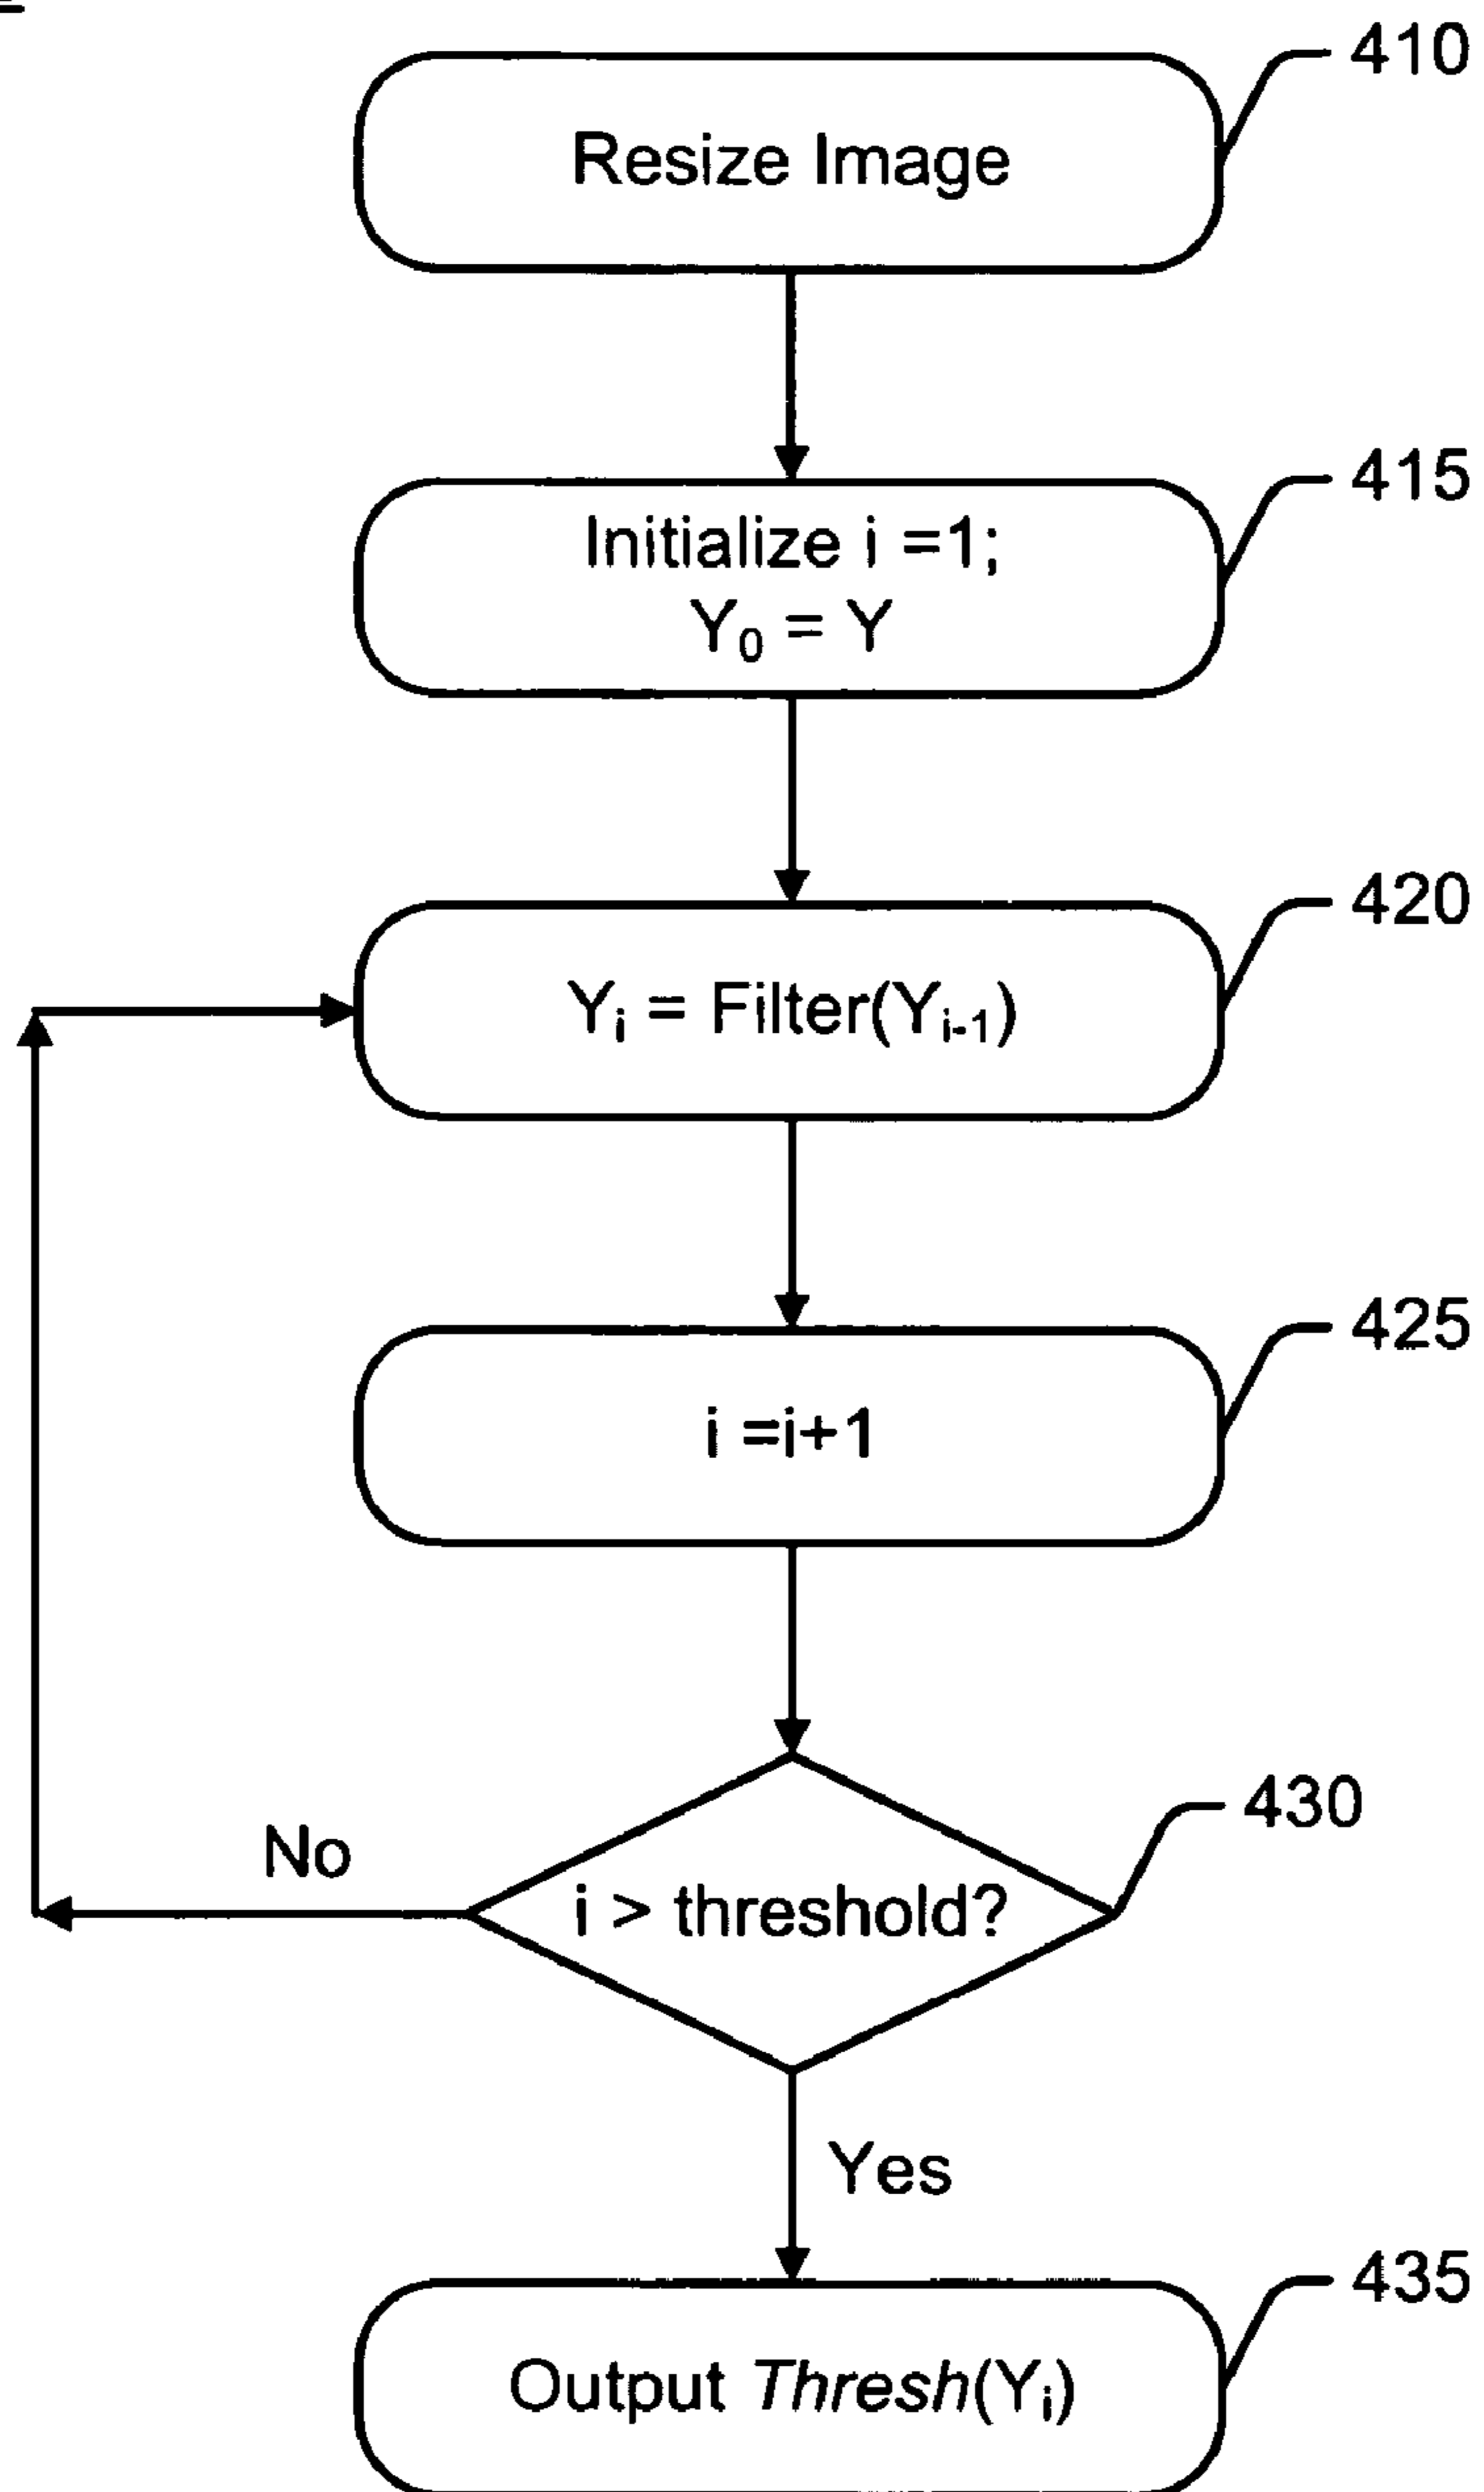 410
Resize Image
415
Initialize i =1;
Y₀ = Y
420
Yᵢ = Filter(Yᵢ₋₁)
425
i =i+1
430
No
i > threshold?
Yes
435
Output Thresh(Yᵢ)